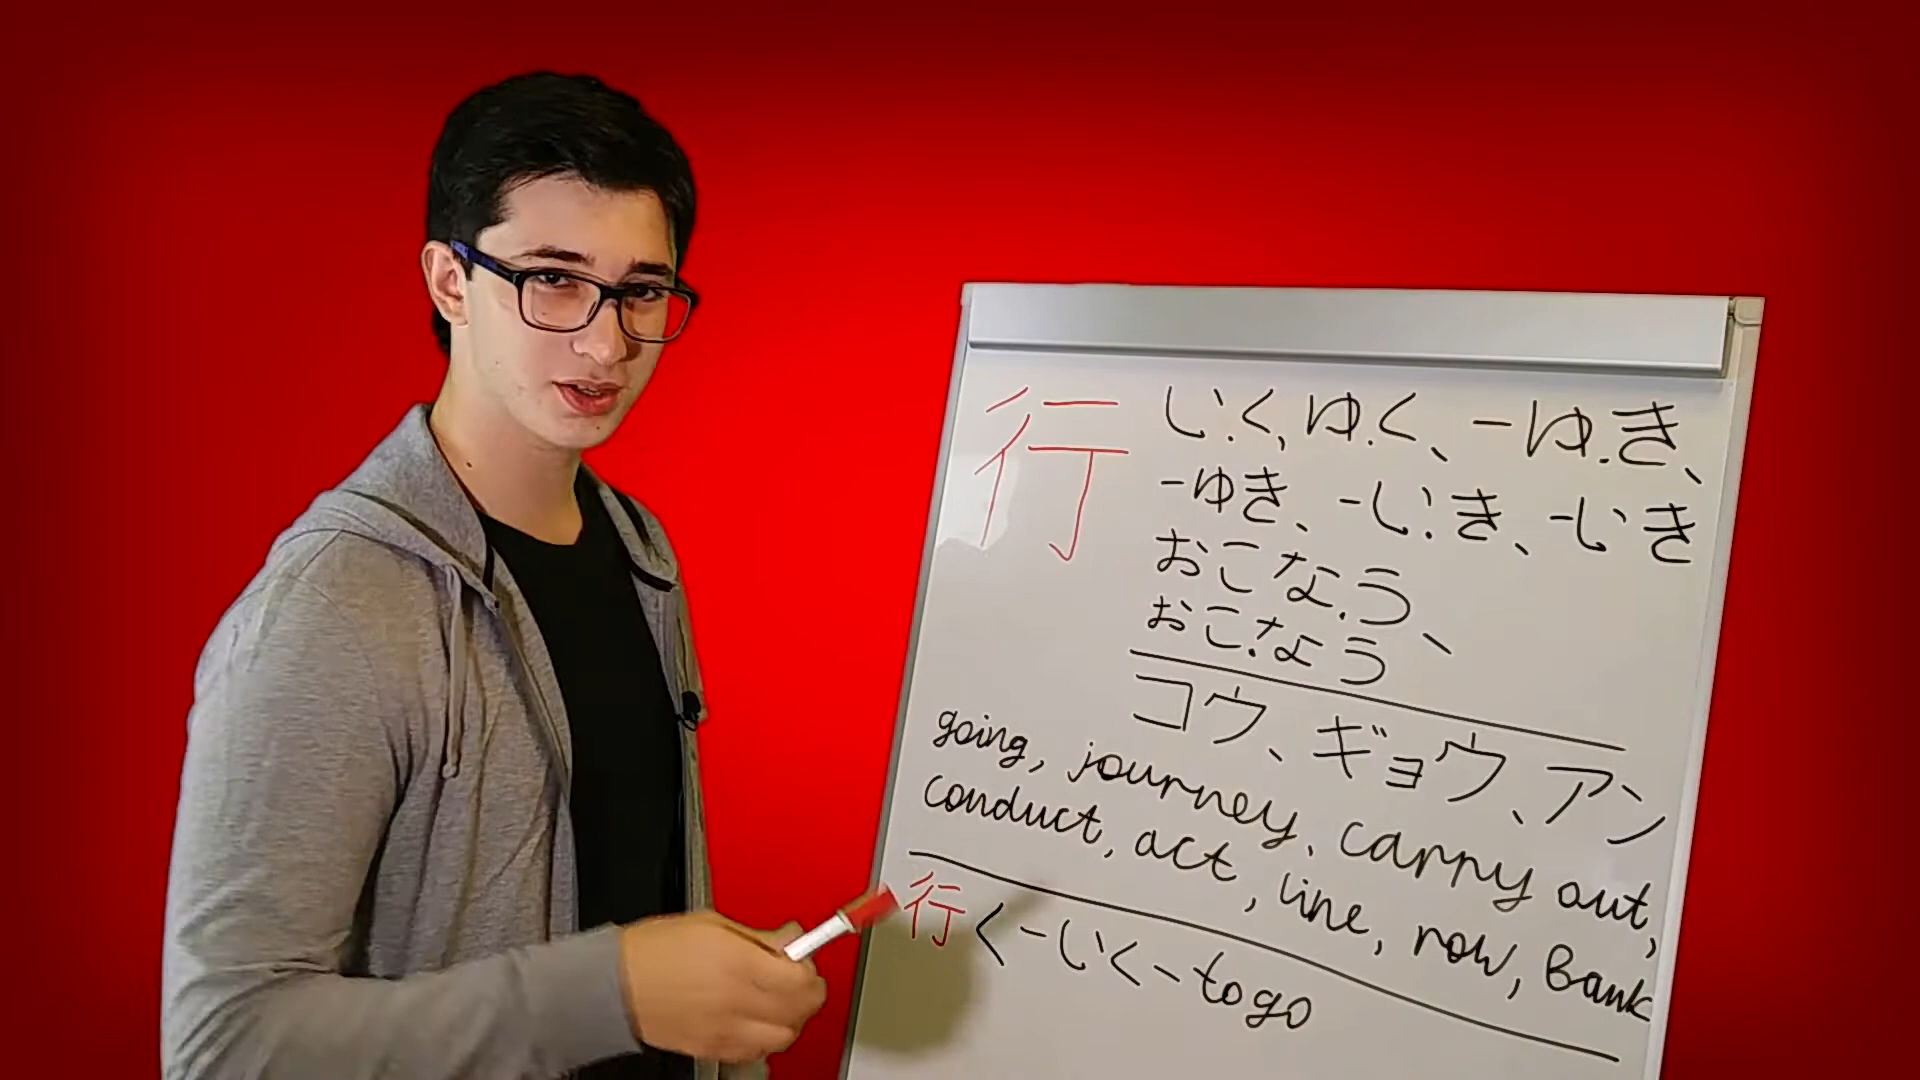 行 い.く,ゆ.く、-ゆ.き、
-ゆき、-い.き、-いき
おこな.う、
おこ.なう
コウ、ギョウ、アン
going, journey, carry out,
conduct, act, line, row, Bank
行く-いく-to go